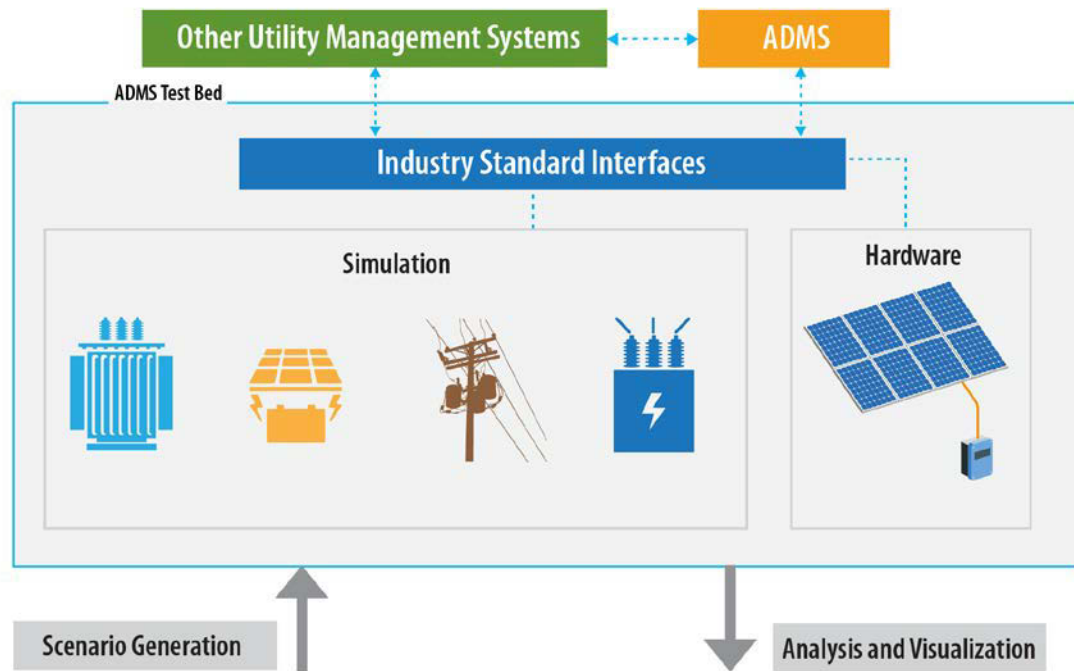 Other Utility Management Systems
ADMS
ADMS Test Bed
Industry Standard Interfaces
Simulation
Hardware
Scenario Generation
Analysis and Visualization